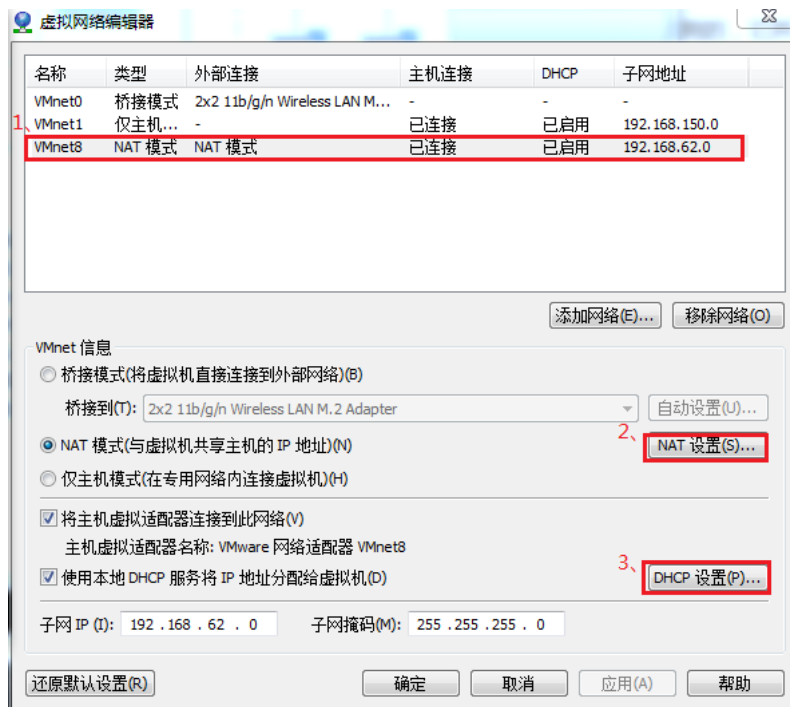 虚拟网络编辑器
名称 类型 外部连接 主机连接 DHCP 子网地址
VMnet0 桥接模式 2x2 11b/g/n Wireless LAN M... - - -
1、VMnet1 仅主机... - 已连接 已启用 192.168.150.0
VMnet8 NAT 模式 NAT 模式 已连接 已启用 192.168.62.0
添加网络(E)... 移除网络(O)
VMnet 信息
桥接模式(将虚拟机直接连接到外部网络)(B)
桥接到(T): 2x2 11b/g/n Wireless LAN M.2 Adapter 自动设置(U)...
NAT 模式(与虚拟机共享主机的 IP 地址)(N) 2、 NAT 设置(S)...
仅主机模式(在专用网络内连接虚拟机)(H)
将主机虚拟适配器连接到此网络(V)
主机虚拟适配器名称: VMware 网络适配器 VMnet8
使用本地 DHCP 服务将 IP 地址分配给虚拟机(D) 3、 DHCP 设置(P)...
子网 IP (I): 192 . 168 . 62 . 0 子网掩码(M): 255 . 255 . 255 . 0
还原默认设置(R) 确定 取消 应用(A) 帮助